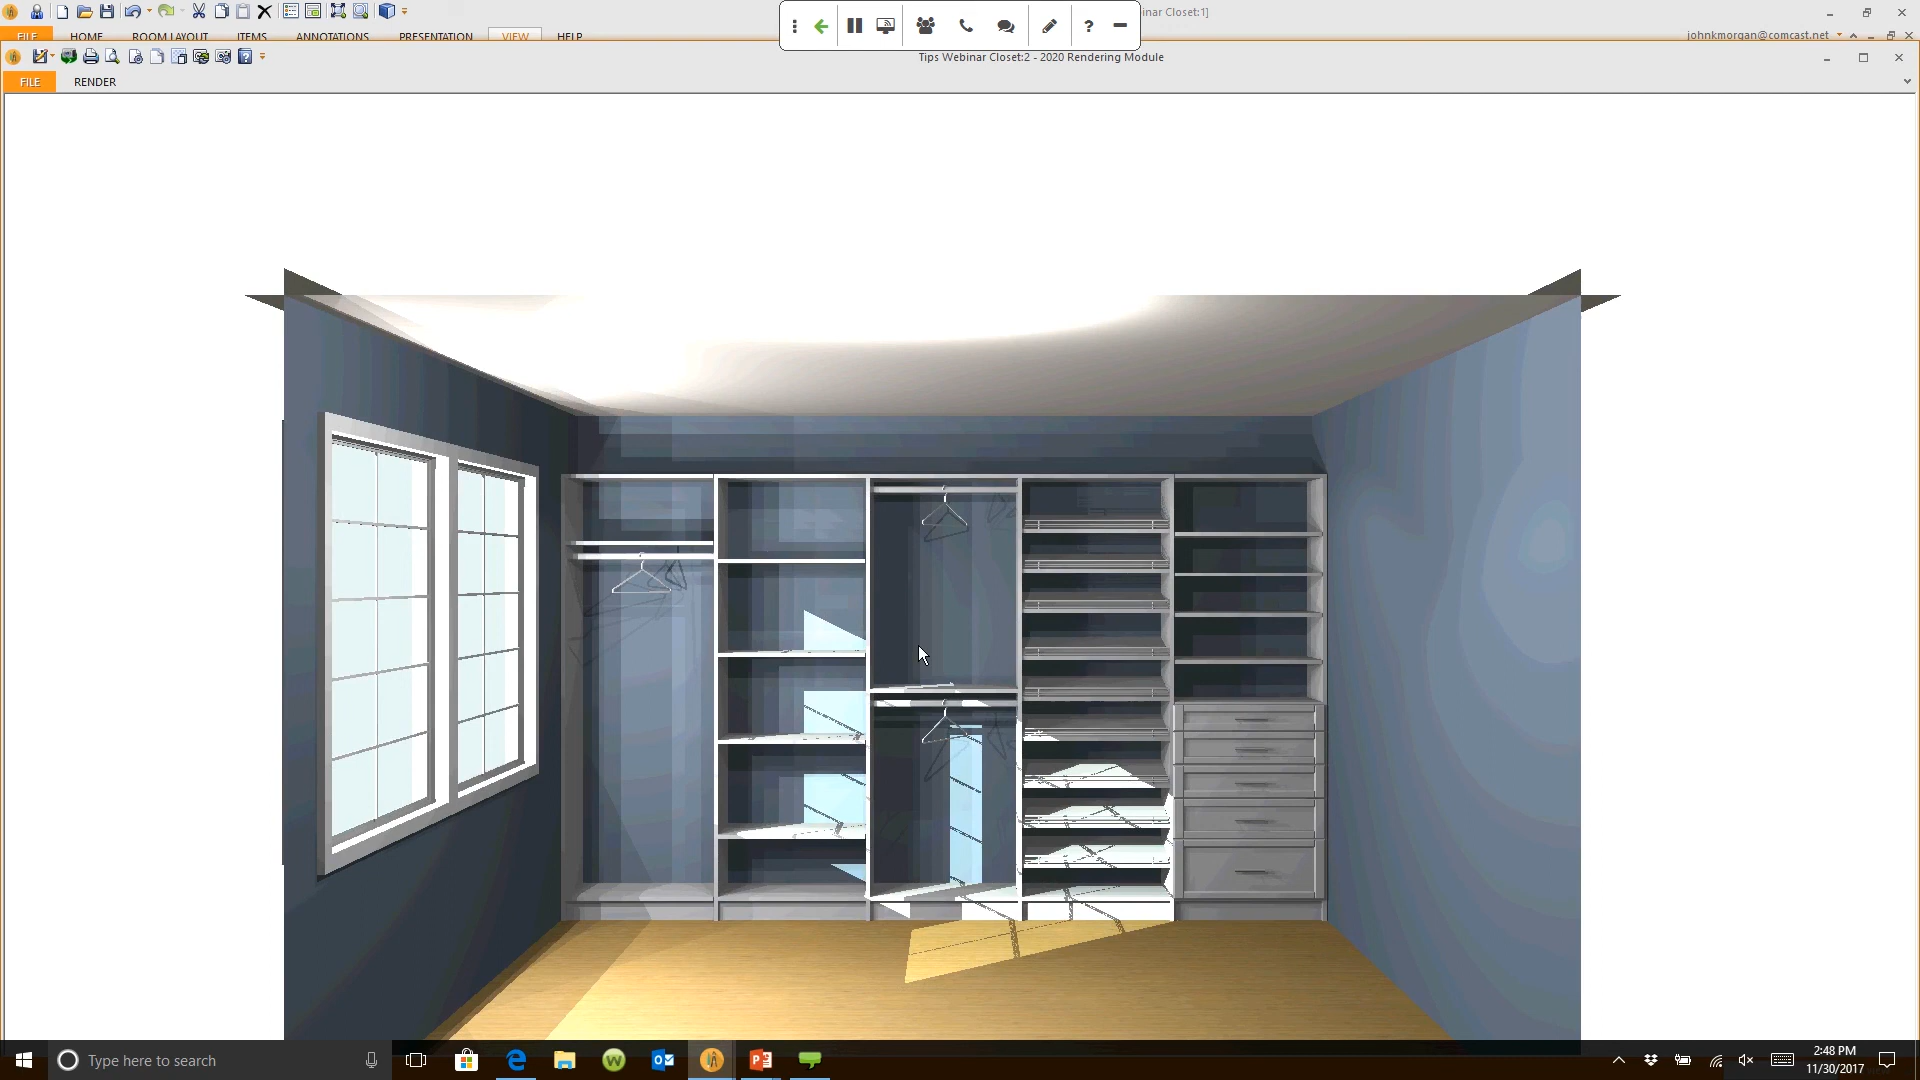 inar Closet:1]
FILE HOME ROOM LAYOUT ITEMS ANNOTATIONS PRESENTATION VIEW HELP
johnkmorgan@comcast.net
?
Tips Webinar Closet:2 - 2020 Rendering Module
FILE RENDER
Type here to search
2:48 PM
11/30/2017